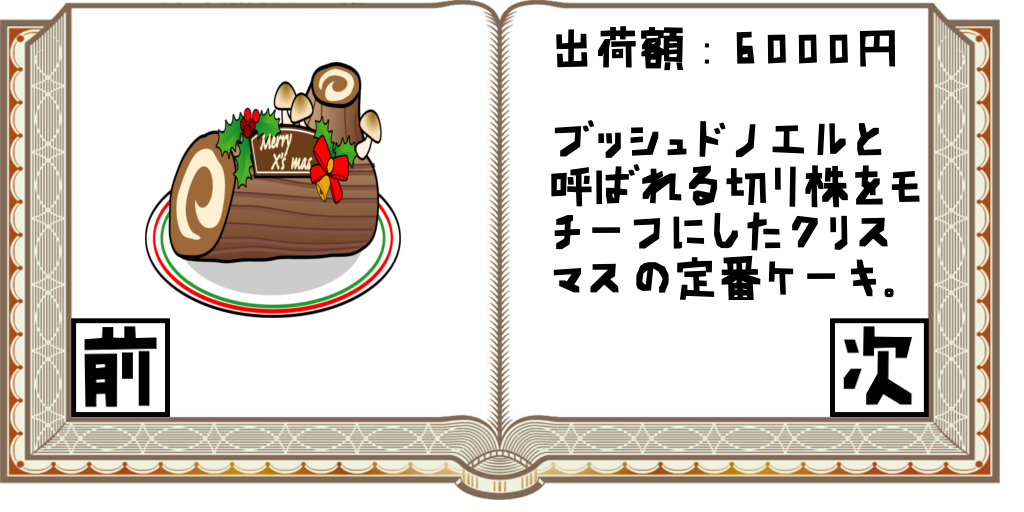 Merry
X's mas
前
出荷額：6000円
ブッシュドノエルと
呼ばれる切り株をモ
チーフにしたクリス
マスの定番ケーキ。
次